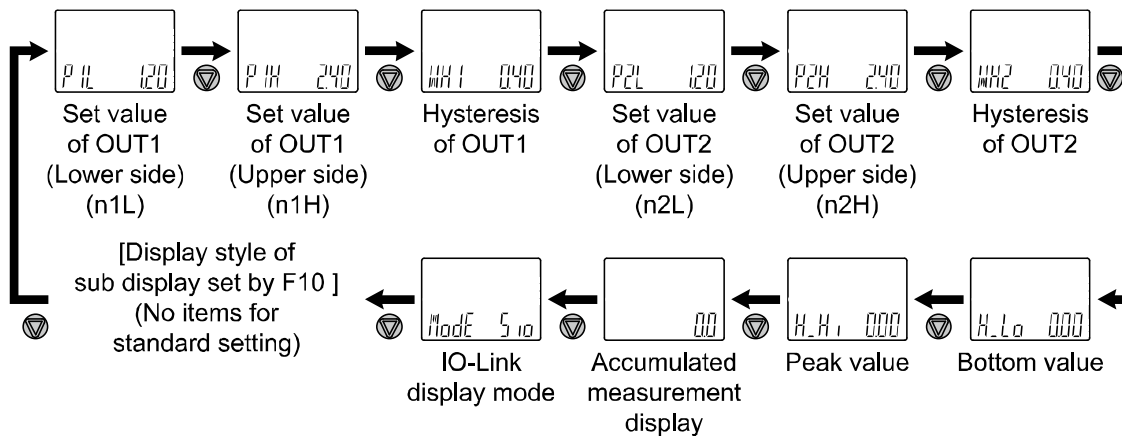 P 1L 1.20
P 1H 2.40
WH1 0.40
P2L 1.20
P2H 2.40
WH2 0.40
Set value
of OUT1
(Lower side)
(n1L)
Set value
of OUT1
(Upper side)
(n1H)
Hysteresis
of OUT1
Set value
of OUT2
(Lower side)
(n2L)
Set value
of OUT2
(Upper side)
(n2H)
Hysteresis
of OUT2
[Display style of
sub display set by F10 ]
(No items for
standard setting)
ModE S io
0.0
H_Hi 0.00
H_Lo 0.00
IO-Link
display mode
Accumulated
measurement
display
Peak value
Bottom value